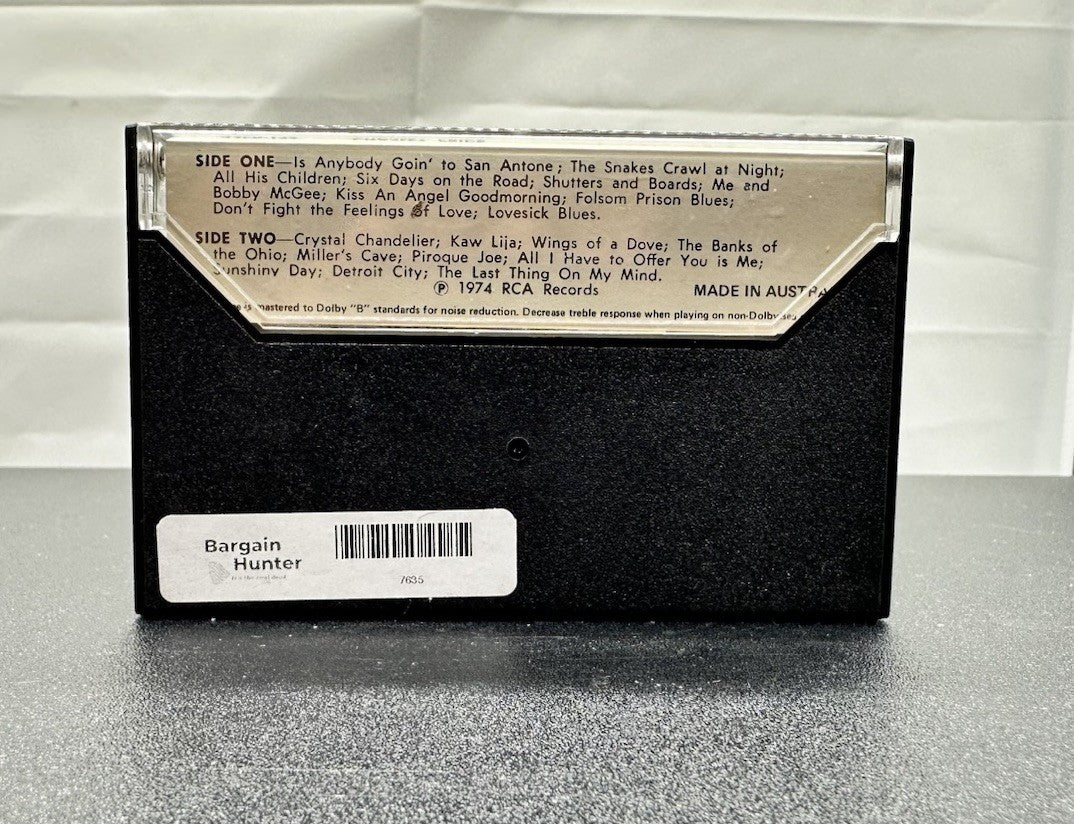 SIDE ONE—Is Anybody Goin' to San Antone; The Snakes Crawl at Night;
All His Children; Six Days on the Road; Shutters and Boards; Me and
Bobby McGee; Kiss An Angel Goodmorning; Folsom Prison Blues;
Don't Fight the Feelings of Love; Lovesick Blues.
SIDE TWO—Crystal Chandelier; Kaw Lija; Wings of a Dove; The Banks of
the Ohio; Miller's Cave; Piroque Joe; All I Have to Offer You is Me;
Sunshiny Day; Detroit City; The Last Thing On My Mind.
℗ 1974 RCA Records MADE IN AUSTRA
is mastered to Dolby "B" standards for noise reduction. Decrease treble response when playing on non-Dolby
Bargain
Hunter
It's the real deal
7635